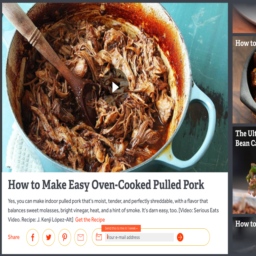 How to Make Easy Oven-Cooked Pulled Pork
Yes, you can make indoor pulled pork that's moist, tender, and perfectly shreddable, with a flavor that
balances sweet molasses, bright vinegar, heat, and a hint of smoke. It's darn easy, too. [Video: Serious Eats
Video. Recipe: J. Kenji López-Alt] Get the Recipe
Share:
Your e-mail address
How to
The Ult
Bean C
How to